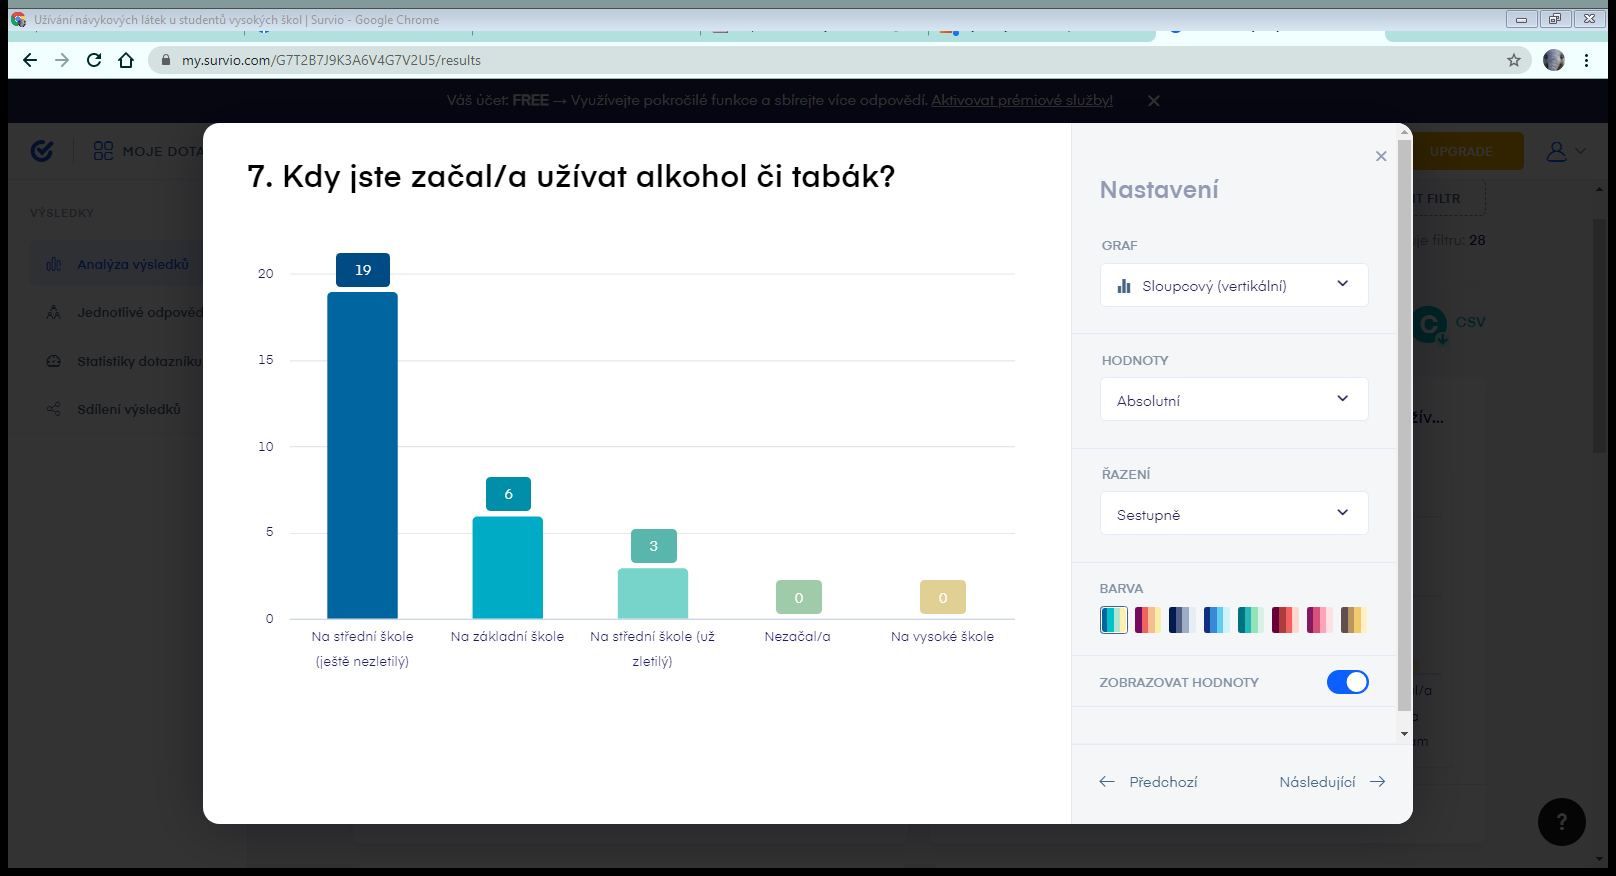 Užívání návykových látek u studentů vysokých škol | Survio - Google Chrome
my.survio.com/G7T2B7J9K3A6V4G7V2U5/results
Váš účet: FREE → Využívejte pokročilé funkce a sbírejte více odpovědí. Aktivovat prémiové služby!
MOJE DOTA
UPGRADE
VÝSLEDKY
Analýza výsledků
Jednotlivé odpověd
Statistiky dotazníku
Sdílení výsledků
7. Kdy jste začal/a užívat alkohol či tabák?
20
15
10
5
0
19
6
3
0
0
Na střední škole
(ještě nezletilý)
Na základní škole
Na střední škole (už
zletilý)
Nezačal/a
Na vysoké škole
Nastavení
GRAF
Sloupcový (vertikální)
HODNOTY
Absolutní
ŘAZENÍ
Sestupně
BARVA
ZOBRAZOVAT HODNOTY
Předchozí
Následující
IT FILTR
je filtru: 28
C
CSV
žív...
l/a
a
um
?